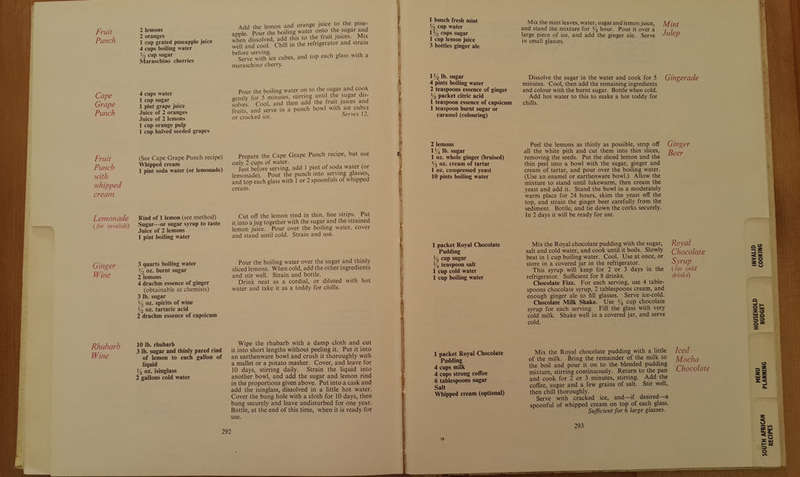 Fruit
Punch
2 lemons
2 oranges
1 cup grated pineapple juice
4 cups boiling water
½ cup sugar
Maraschino cherries
Add the lemon and orange juice to the pine-
apple. Pour the boiling water onto the sugar and
when dissolved, add this to the fruit juices. Mix
well and cool. Chill in the refrigerator and strain
before serving.
Serve with ice cubes, and top each glass with a
maraschino cherry.
Cape
Grape
Punch
4 cups water
1 cup sugar
1 pint grape juice
Juice of 2 oranges
Juice of 2 lemons
1 cup orange pulp
1 cup halved seeded grapes
Pour the boiling water on to the sugar and cook
gently for 5 minutes, stirring until the sugar dis-
solves. Cool, and then add the fruit juices and
fruits, and serve in a punch bowl with ice cubes
or cracked ice.
Series 12.
Fruit
Punch
with
whipped
cream
(See Cape Grape Punch recipe)
Whipped cream
1 pint soda water (or lemonade)
Prepare the Cape Grape Punch recipe, but use
only 2 cups of water.
Just before serving, add 1 pint of soda water (or
lemonade). Pour the punch into serving glasses,
and top each glass with 1 or 2 spoonfuls of whipped
cream.
Lemonade
(for invalids)
Rind of 1 lemon (see method)
Sugar—or sugar syrup to taste
Juice of 2 lemons
1 pint boiling water
Cut off the lemon rind in thin, fine strips. Put
it into a jug together with the sugar and the strained
lemon juice. Pour over the boiling water, cover
and stand until cold. Strain and use.
Ginger
Wine
3 quarts boiling water
½ oz. burnt sugar
2 lemons
4 drachm essence of ginger
(obtainable at chemists)
3 lb. sugar
½ oz. spirits of wine
½ oz. tartaric acid
2 drachm essence of capsicum
Pour the boiling water over the sugar and thinly
sliced lemons. When cold, add the other ingredients
and stir well. Strain and bottle.
Drink neat as a cordial, or diluted with hot
water and take it as a toddy for chills.
Rhubarb
Wine
10 lb. rhubarb
3 lb. sugar and thinly pared rind
of lemon to each gallon of
liquid
½ oz. isinglass
2 gallons cold water
Wipe the rhubarb with a damp cloth and cut
it into short lengths without peeling it. Put it into
an earthenware bowl and crush it thoroughly with
a mallet or a potato masher. Cover, and leave for
10 days, stirring daily. Strain the liquid into
another bowl, and add the sugar and lemon rind
in the proportions given above. Put into a cask and
add the isinglass, dissolved in a little hot water.
Cover the bung hole with a cloth for 10 days, then
bung securely and leave undisturbed for one year.
Bottle, at the end of this time, when it is ready for
use.
292
1 bunch fresh mint
½ cup water
1½ cups sugar
1 cup lemon juice
3 bottles ginger ale
Mix the mint leaves, water, sugar and lemon juice,
and stand the mixture for ½ hour. Pour it over a
large piece of ice, and add the ginger ale. Serve
in small glasses.
Mint
Julep
1½ lb. sugar
4 pints boiling water
2 teaspoons essence of ginger
½ packet citric acid
1 teaspoon essence of capsicum
1 teaspoon burnt sugar or
caramel (colouring)
Dissolve the sugar in the water and cook for 5
minutes. Cool, then add the remaining ingredients
and colour with the burnt sugar. Bottle when cold.
Add hot water to this to make a hot toddy for
chills.
Gingerade
2 lemons
1¼ lb. sugar
1 oz. whole ginger (bruised)
½ oz. cream of tartar
1 oz. compressed yeast
10 pints boiling water
Peel the lemons as thinly as possible, strip off
all the white pith and cut them into thin slices,
removing the seeds. Put the sliced lemon and the
thin peel into a bowl with the sugar, ginger and
cream of tartar, and pour over the boiling water.
(Use an enamel or earthenware bowl.) Allow the
mixture to stand until lukewarm, then cream the
yeast and add it. Stand the bowl in a moderately
warm place for 24 hours, skim the yeast off the
top, and strain the ginger beer carefully from the
sediment. Bottle, and tie down the corks securely.
In 2 days it will be ready for use.
Ginger
Beer
1 packet Royal Chocolate
Pudding
½ cup sugar
⅛ teaspoon salt
1 cup cold water
1 cup boiling water
Mix the Royal chocolate pudding with the sugar,
salt and cold water, and cook until it boils. Slowly
beat in 1 cup boiling water. Cool. Use at once, or
store in a covered jar in the refrigerator.
This syrup will keep for 2 or 3 days in the
refrigerator. Sufficient for 8 drinks.
Chocolate Fizz. For each serving, use 4 table-
spoons chocolate syrup, 2 tablespoons cream, and
enough ginger ale to fill glasses. Serve ice-cold.
Chocolate Milk Shake. Use ¼ cup chocolate
syrup for each serving. Fill the glass with very
cold milk. Shake well in a covered jar, and serve
cold.
Royal
Chocolate
Syrup
(for iced
drinks)
1 packet Royal Chocolate
Pudding
4 cups milk
4 cups strong coffee
6 tablespoons sugar
Salt
Whipped cream (optional)
Mix the Royal chocolate pudding with a little
of the milk. Bring the remainder of the milk to
the boil and pour it on to the blended pudding
mixture, stirring continuously. Return to the pan
and cook for 2 or 3 minutes, stirring. Add the
coffee, sugar and a few grains of salt. Stir well,
then chill thoroughly.
Serve with cracked ice, and—if desired—a
spoonful of whipped cream on top of each glass.
Sufficient for 6 large glasses.
Iced
Mocha
Chocolate
293
INVALID
COOKING
HOUSEHOLD
BUDGET
MENU
PLANNING
SOUTH AFRICAN
RECIPES